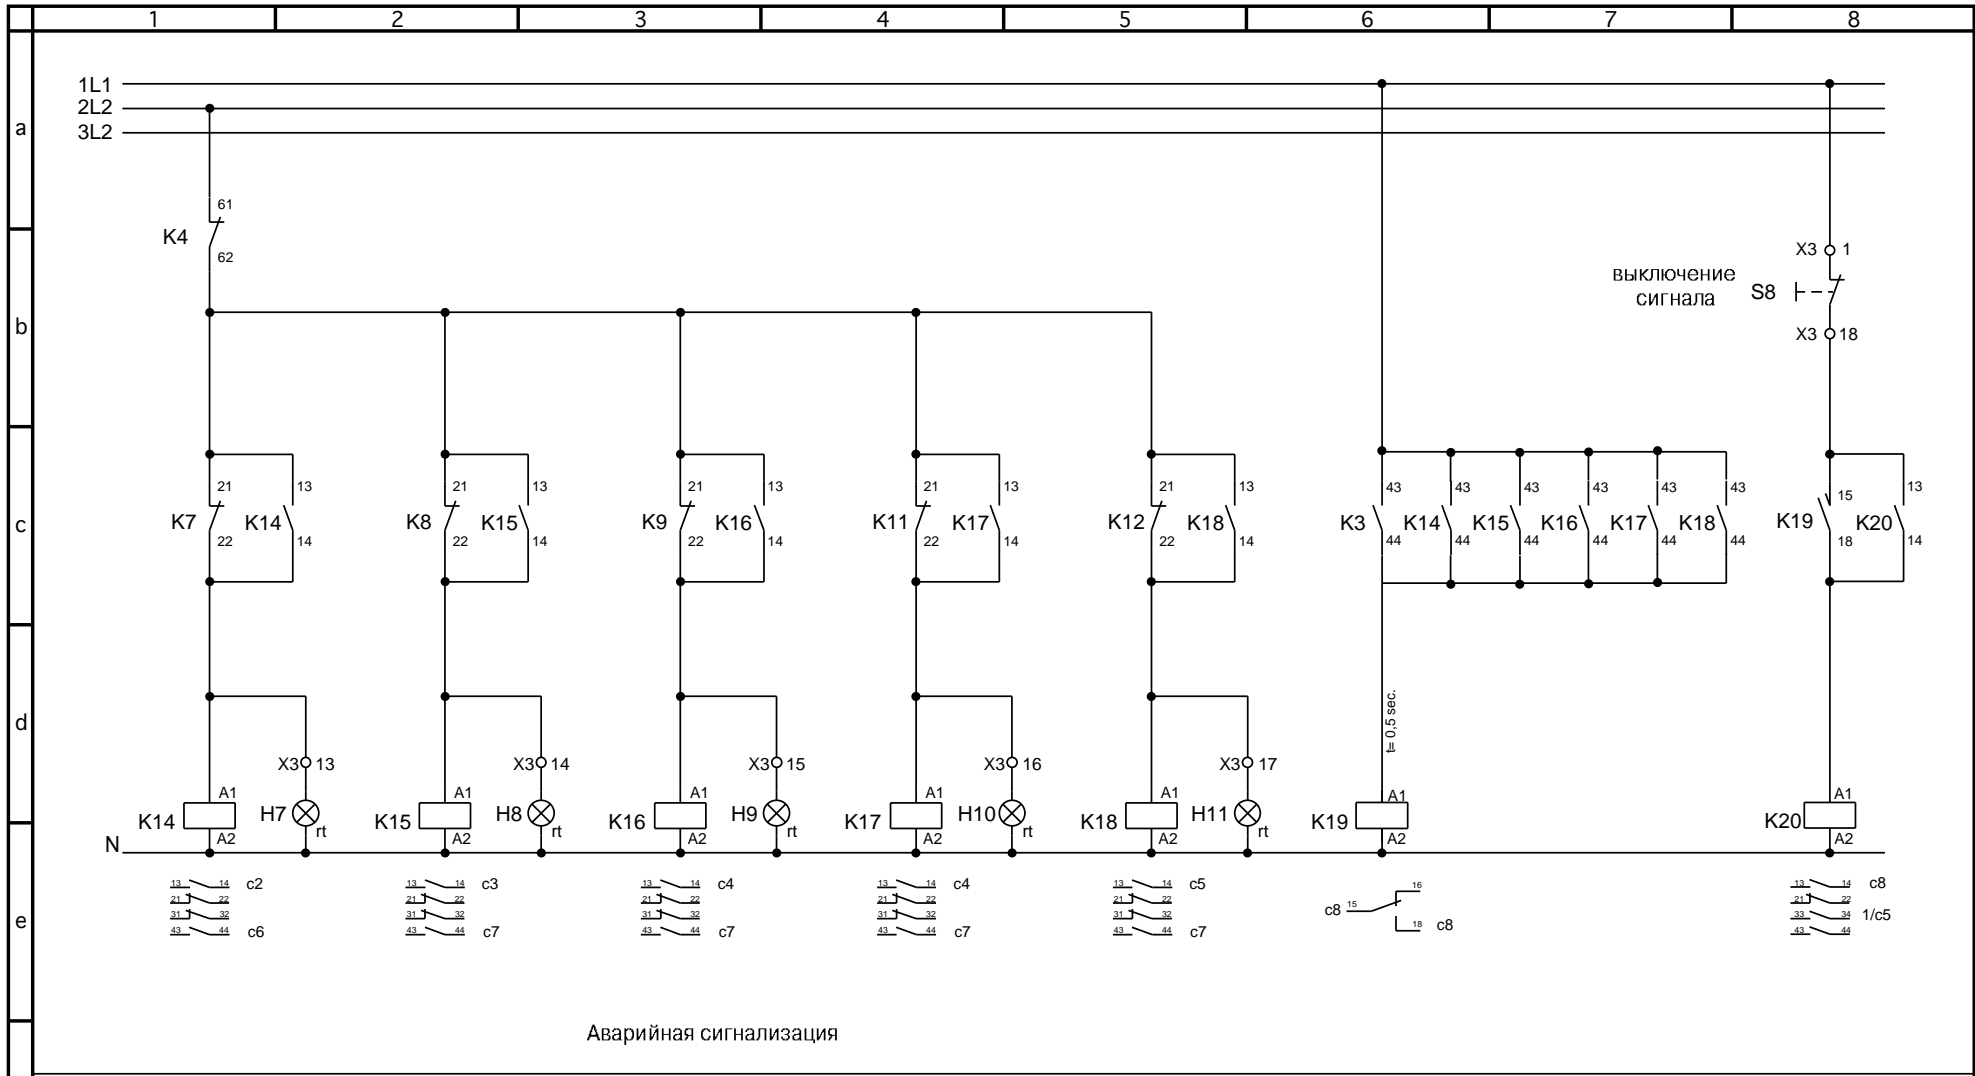 1 2 3 4 5 6 7 8
1L1
2L2
3L2
a
61
K4
62
X3 1
выключение
сигнала
S8
X3 18
b
21 13 21 13 21 13 21 13 21 13 43 43 43 43 43 43 15 13
c K7 K14 K8 K15 K9 K16 K11 K17 K12 K18 K3 K14 K15 K16 K17 K18 K19 K20
22 14 22 14 22 14 22 14 22 14 44 44 44 44 44 44 18 14
t= 0,5 sec.
d
X3 13 X3 14 X3 15 X3 16 X3 17
A1 A1 A1 A1 A1 A1 A1
K14 H7 K15 H8 K16 H9 K17 H10 K18 H11 K19 K20
rt rt rt rt rt
N A2 A2 A2 A2 A2 A2 A2
13 14 c2 13 14 c3 13 14 c4 13 14 c4 13 14 c5 16 13 14 c8
21 22 21 22 21 22 21 22 21 22 21 22
31 32 31 32 31 32 31 32 31 32 c8 15 33 34 1/c5
43 44 c6 43 44 c7 43 44 c7 43 44 c7 43 44 c7 18 c8 43 44
e
Аварийная сигнализация